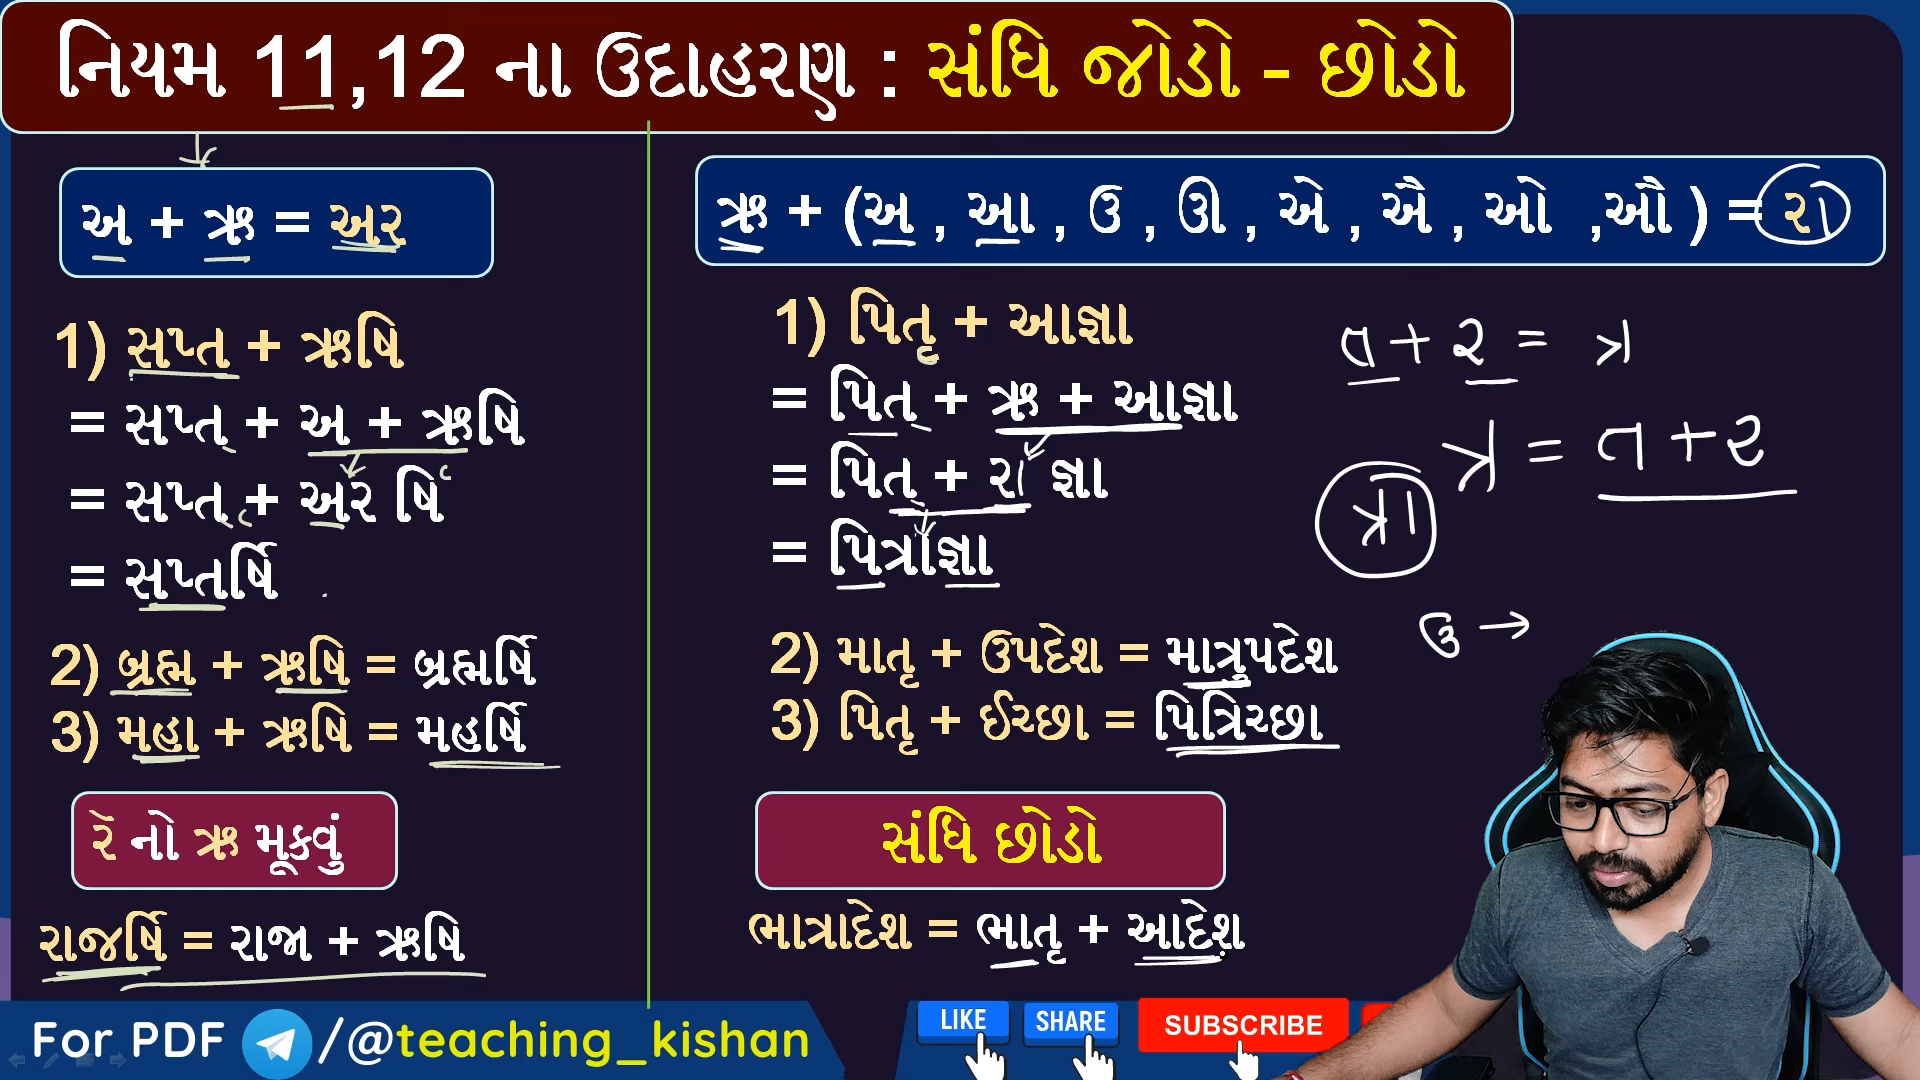 નિયમ 11,12 ના ઉદાહરણ : સંધિ જોડો - છોડો
અ + ઋ = અર
1) સપ્ત + ઋષિ
= સપ્ત્ + અ + ઋષિ
= સપ્ત્ + અર ષિ
= સપ્તર્ષિ
2) બ્રહ્મ + ઋષિ = બ્રહ્મર્ષિ
3) મહા + ઋષિ = મહર્ષિ
રે નો ઋ મૂકવું
રાજર્ષિ = રાજા + ઋષિ
ઋ + (અ , આ, ઉ , ઊ , એ , ઐ , ઓ ,ઔ ) = રા
1) પિતૃ + આજ્ઞા
= પિત્ + ઋ + આજ્ઞા
= પિત્ + રા જ્ઞા
= પિત્રાજ્ઞા
2) માતૃ + ઉપદેશ = માત્રુપદેશ
3) પિતૃ + ઈચ્છા = પિત્રિચ્છા
સંધિ છોડો
ભાત્રાદેશ = ભાતૃ + આદેશ
ત + ર = ત્ર
ત્ર = ત + ર
ત્રા
ઉ →
For PDF /@teaching_kishan
LIKE SHARE SUBSCRIBE